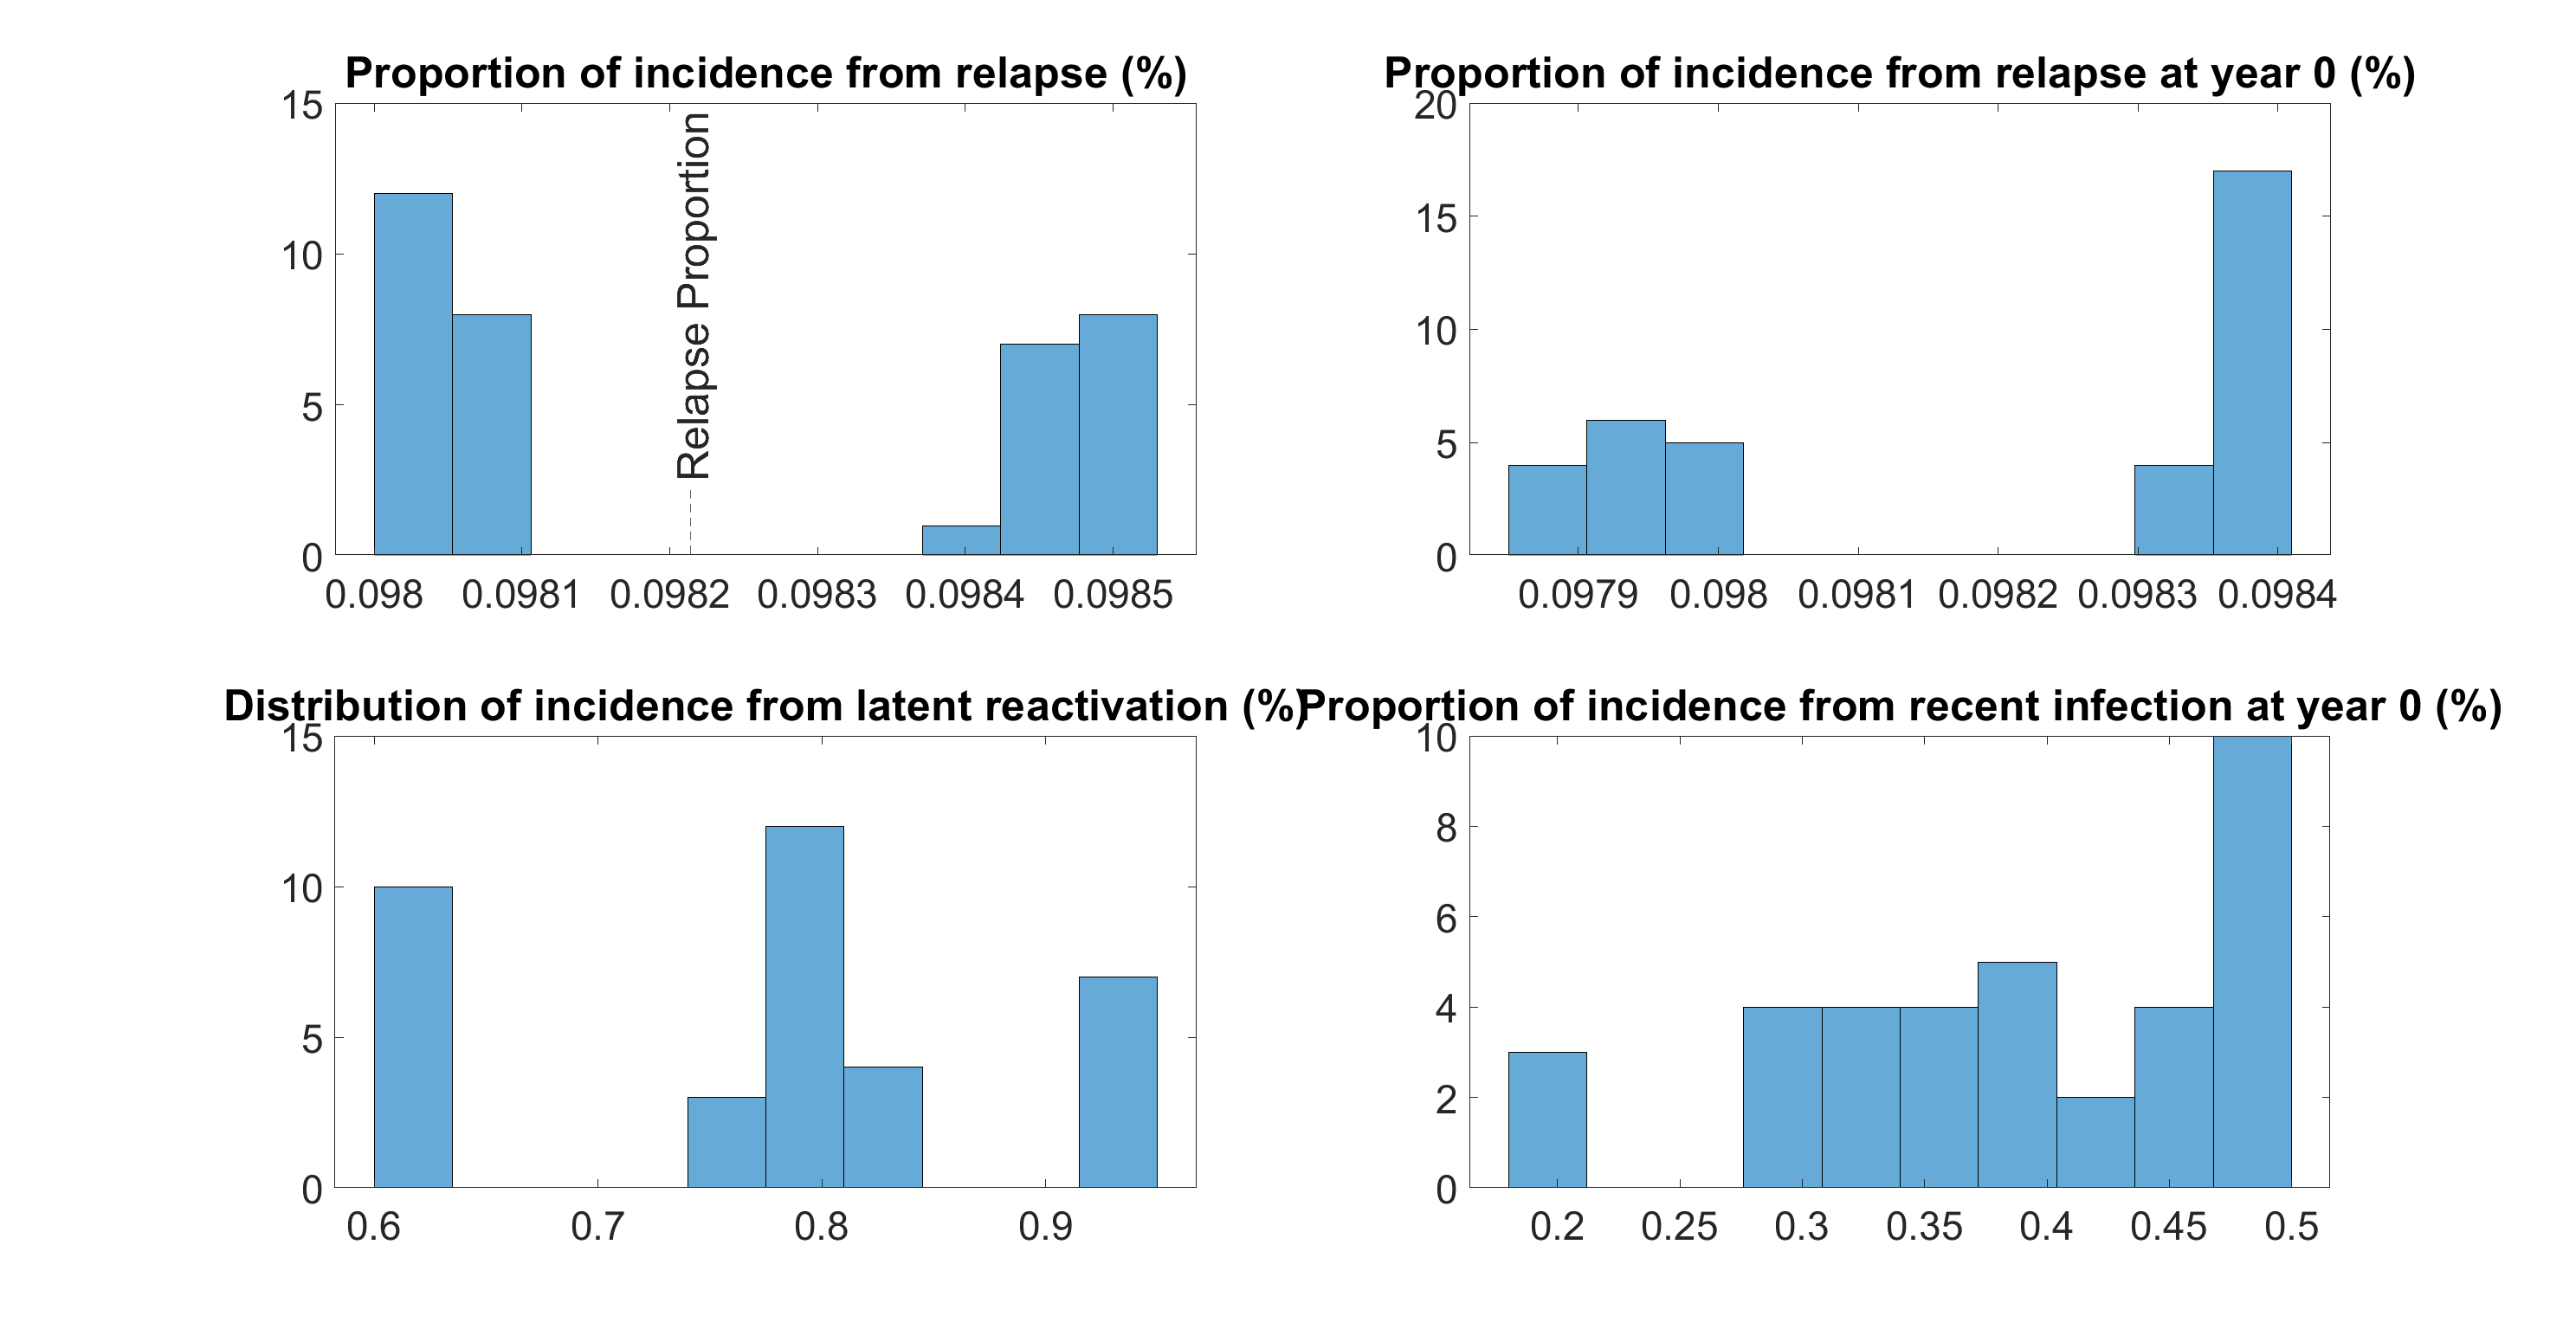 Proportion of incidence from relapse (%)
15
10
5
0
Relapse Proportion
0.098 0.0981 0.0982 0.0983 0.0984 0.0985
Proportion of incidence from relapse at year 0 (%)
20
15
10
5
0
0.0979 0.098 0.0981 0.0982 0.0983 0.0984
Distribution of incidence from latent reactivation (%)
15
10
5
0
0.6 0.7 0.8 0.9
Proportion of incidence from recent infection at year 0 (%)
10
8
6
4
2
0
0.2 0.25 0.3 0.35 0.4 0.45 0.5